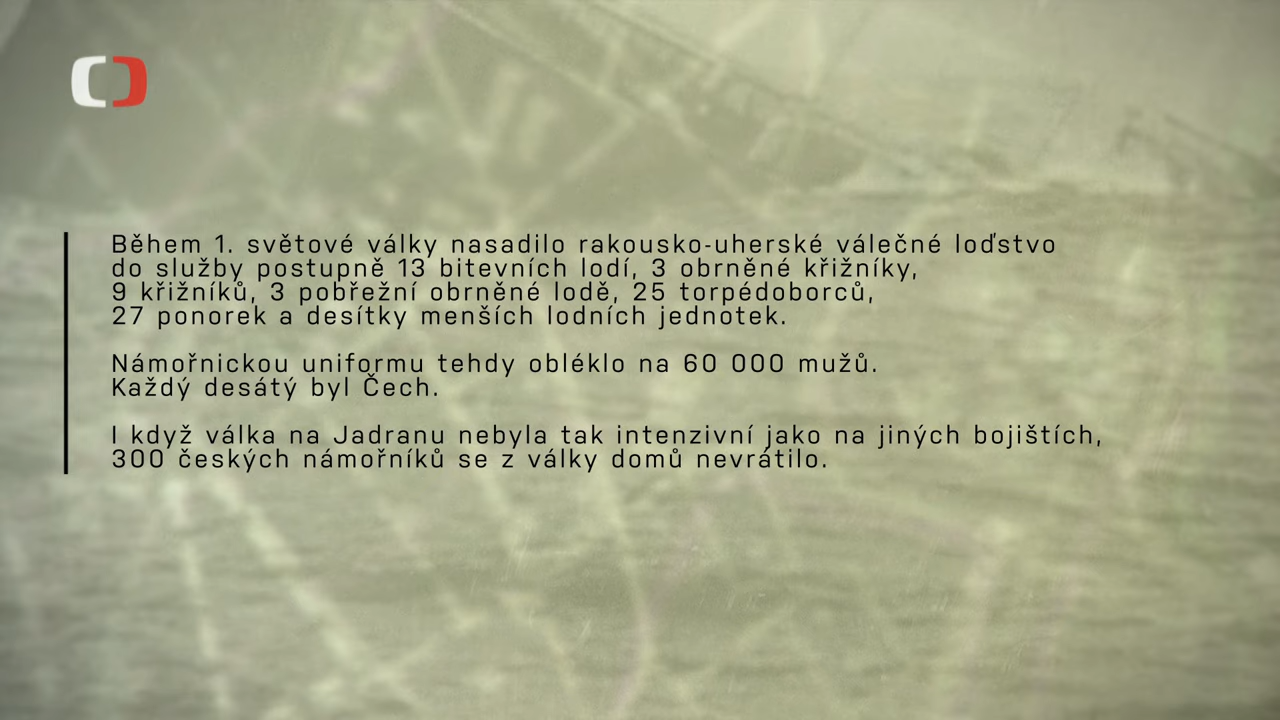 Během 1. světové války nasadilo rakousko-uherské válečné loďstvo
do služby postupně 13 bitevních lodí, 3 obrněné křižníky,
9 křižníků, 3 pobřežní obrněné lodě, 25 torpédoborců,
27 ponorek a desítky menších lodních jednotek.
Námořnickou uniformu tehdy obléklo na 60 000 mužů.
Každý desátý byl Čech.
I když válka na Jadranu nebyla tak intenzivní jako na jiných bojištích,
300 českých námořníků se z války domů nevrátilo.